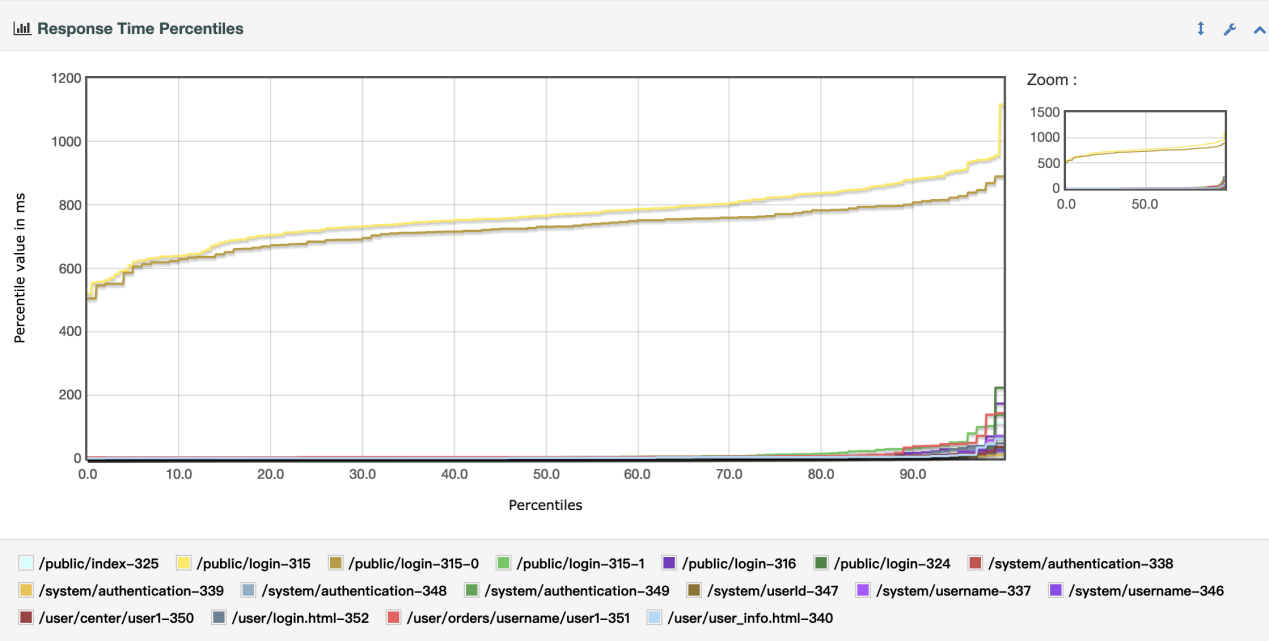 Response Time Percentiles
Zoom :
1200
1000
800
600
400
200
0
Percentile value in ms
0.0 10.0 20.0 30.0 40.0 50.0 60.0 70.0 80.0 90.0
Percentiles
1500
1000
500
0
0.0 50.0
/public/index-325 /public/login-315 /public/login-315-0 /public/login-315-1 /public/login-316 /public/login-324 /system/authentication-338
/system/authentication-339 /system/authentication-348 /system/authentication-349 /system/userId-347 /system/username-337 /system/username-346
/user/center/user1-350 /user/login.html-352 /user/orders/username/user1-351 /user/user_info.html-340